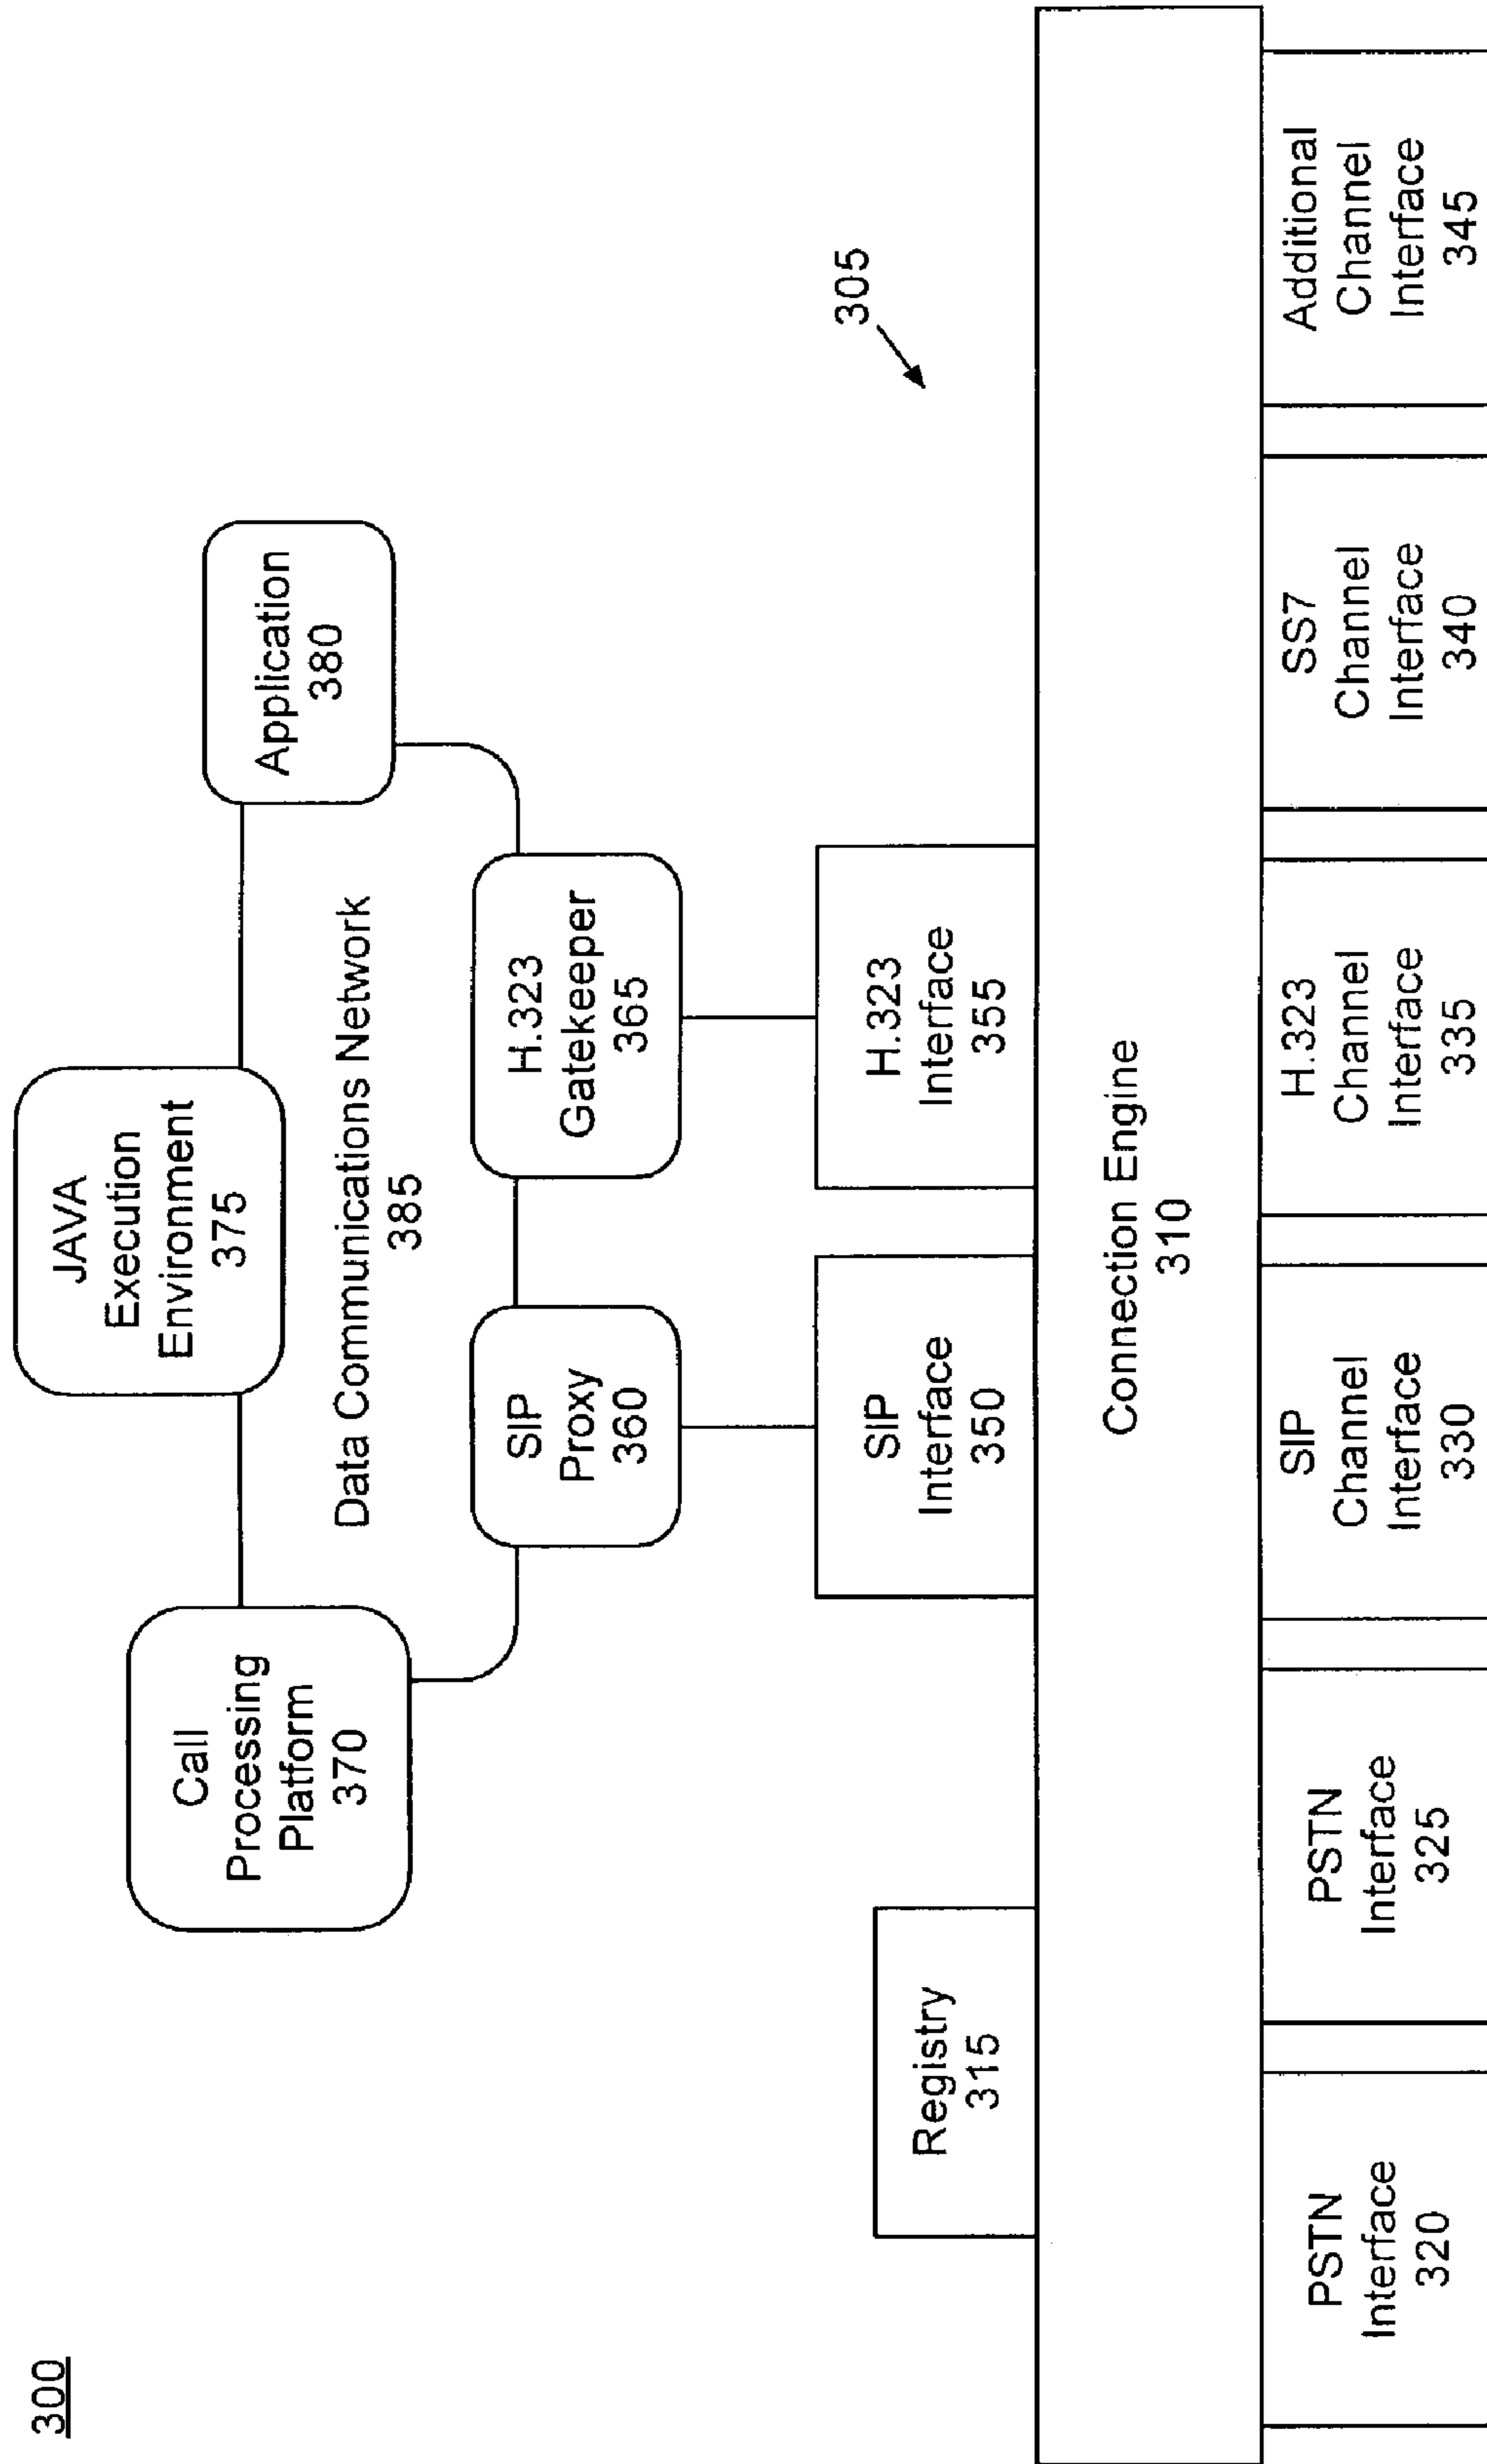 300
JAVA
Execution
Environment
375
Call
Processing
Platform
370
Application
380
Data Communications Network
385
SIP
Proxy
360
H.323
Gatekeeper
365
305
Registry
315
SIP
Interface
350
H.323
Interface
355
Connection Engine
310
PSTN
Interface
320
PSTN
Interface
325
SIP
Channel
Interface
330
H.323
Channel
Interface
335
SS7
Channel
Interface
340
Additional
Channel
Interface
345